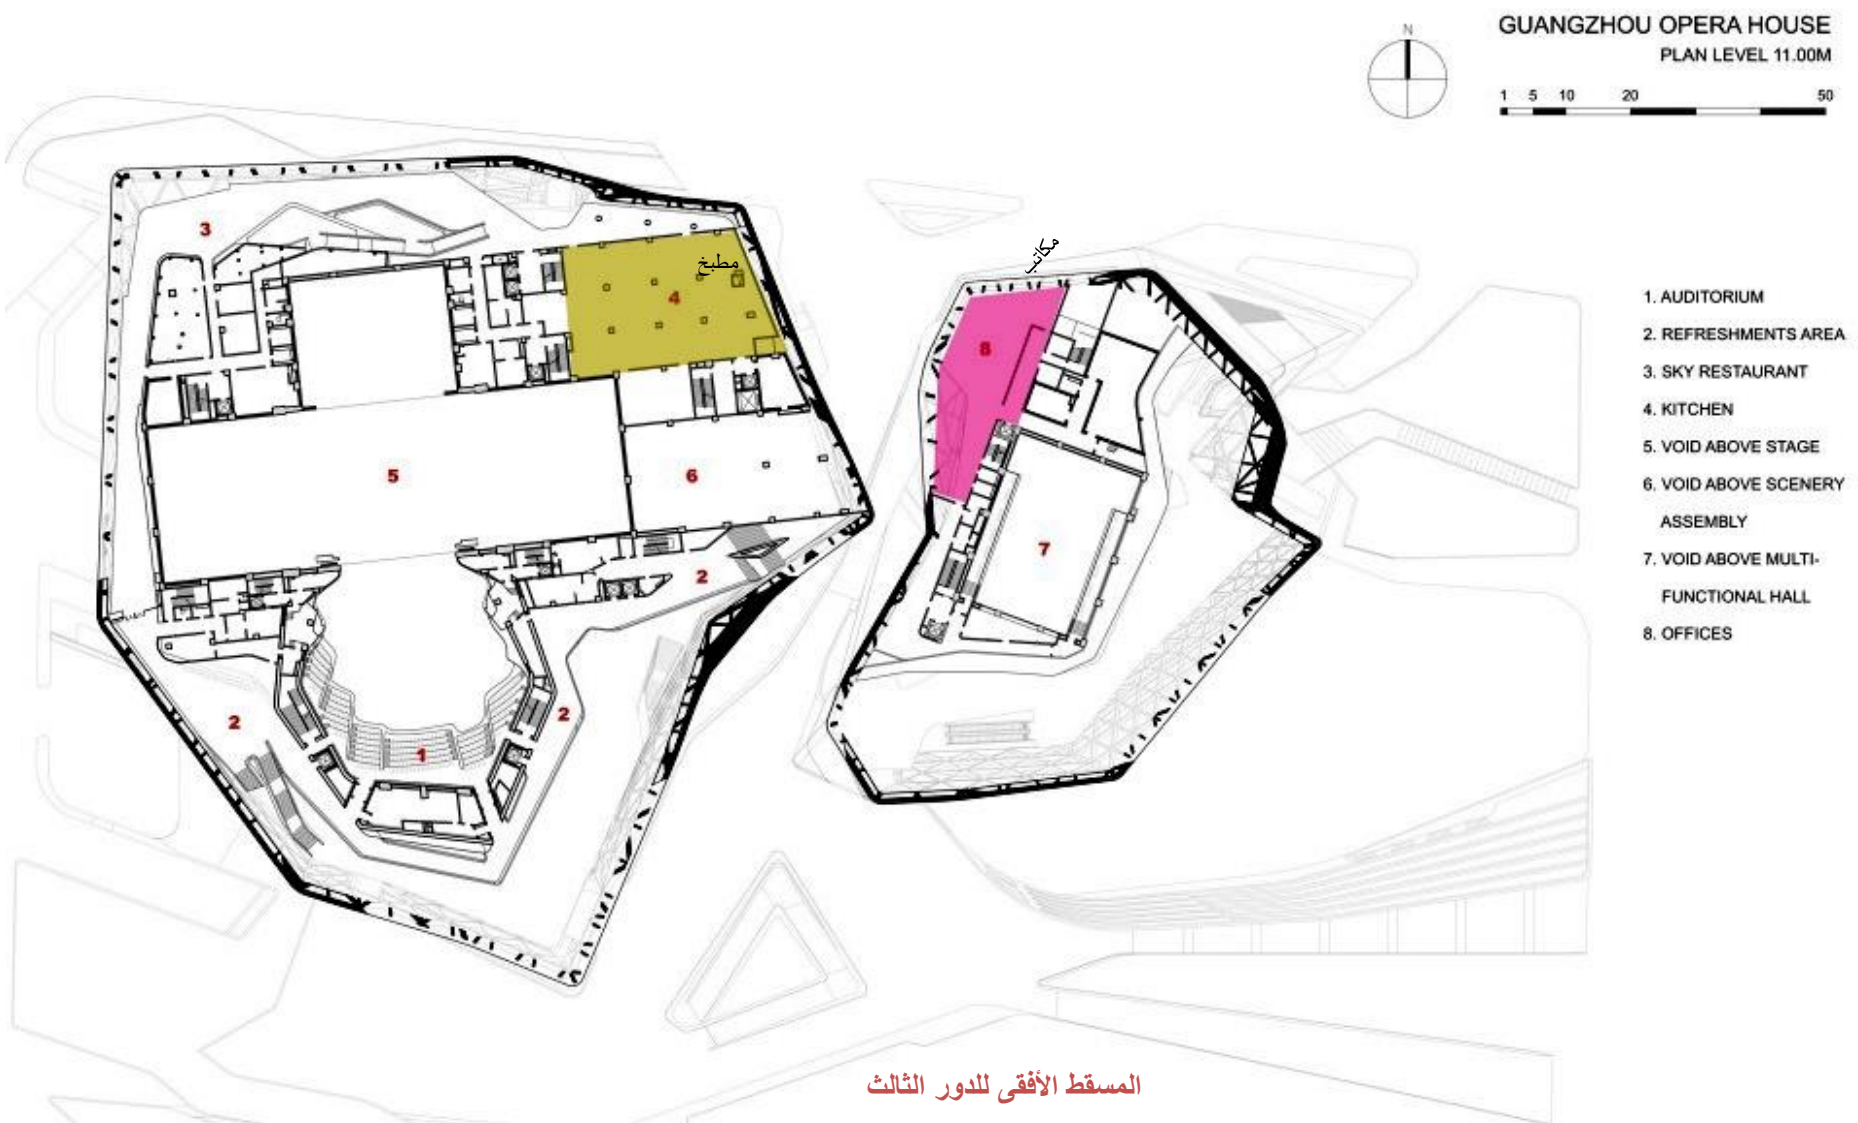 GUANGZHOU OPERA HOUSE
PLAN LEVEL 11.00M
N
1 5 10 20 50
3
مطبخ
4
مكاتب
8
5
6
7
2
2
2
1
1. AUDITORIUM
2. REFRESHMENTS AREA
3. SKY RESTAURANT
4. KITCHEN
5. VOID ABOVE STAGE
6. VOID ABOVE SCENERY
ASSEMBLY
7. VOID ABOVE MULTI-
FUNCTIONAL HALL
8. OFFICES
المسقط الأفقى للدور الثالث